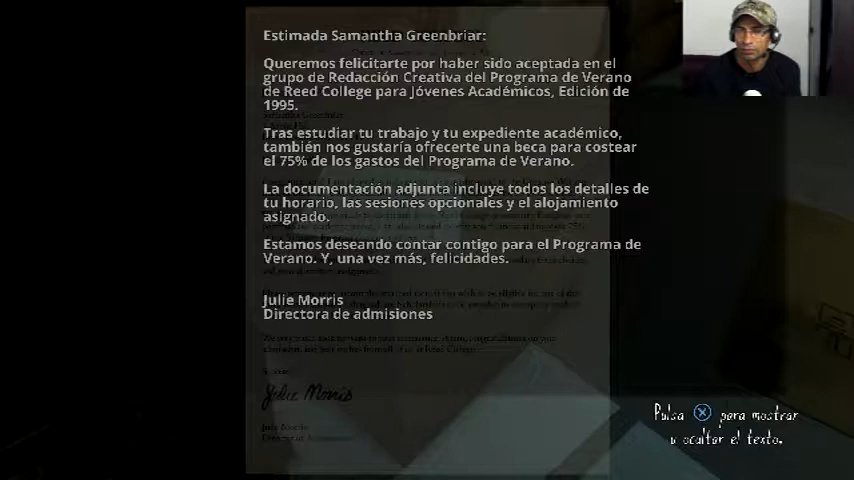 Estimada Samantha Greenbriar:
Queremos felicitarte por haber sido aceptada en el
grupo de Redacción Creativa del Programa de Verano
de Reed College para Jóvenes Académicos, Edición de
1995.
Tras estudiar tu trabajo y tu expediente académico,
también nos gustaría ofrecerte una beca para costear
el 75% de los gastos del Programa de Verano.
La documentación adjunta incluye todos los detalles de
tu horario, las sesiones opcionales y el alojamiento
asignado.
Estamos deseando contar contigo para el Programa de
Verano. Y, una vez más, felicidades.
Julie Morris
Directora de admisiones
Julie Morris
Pulsa para mostrar
u ocultar el texto.